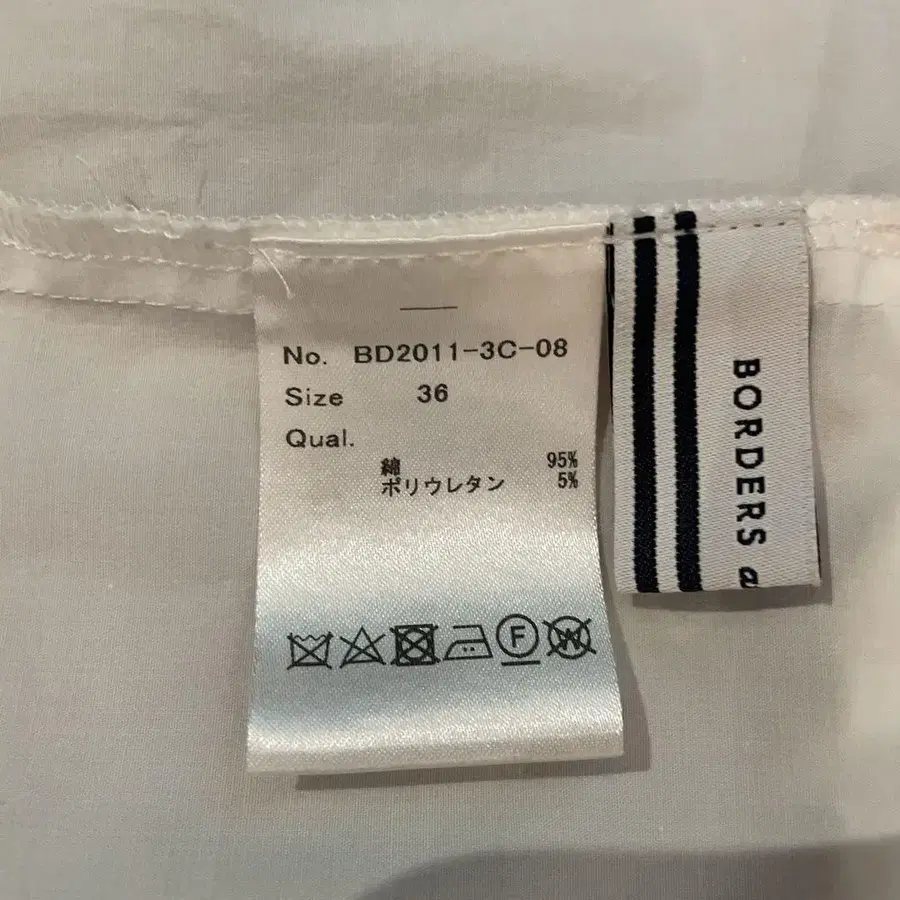 No. BD2011-3C-08
Size 36
Qual.
綿 95%
ポリウレタン 5%
F
W
BORDERS a